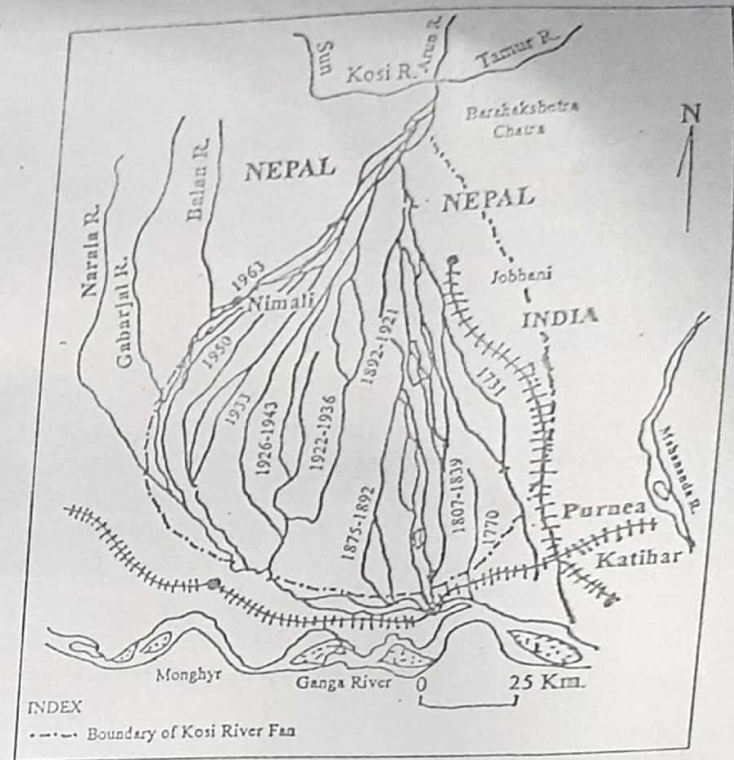 Sun
Kosi R.
Arun R.
Tamur R.
Barahakshetra
Chatra
N
NEPAL
NEPAL
Narala R.
Gabarjal R.
Balan R.
Jobbani
INDIA
1963
Nimali
1950
1933
1926-1943
1922-1936
1892-1921
1731
1875-1892
1807-1839
1770
Mahananda R.
Purnea
Katihar
Monghyr
Ganga River
0 25 Km.
INDEX
Boundary of Kosi River Fan